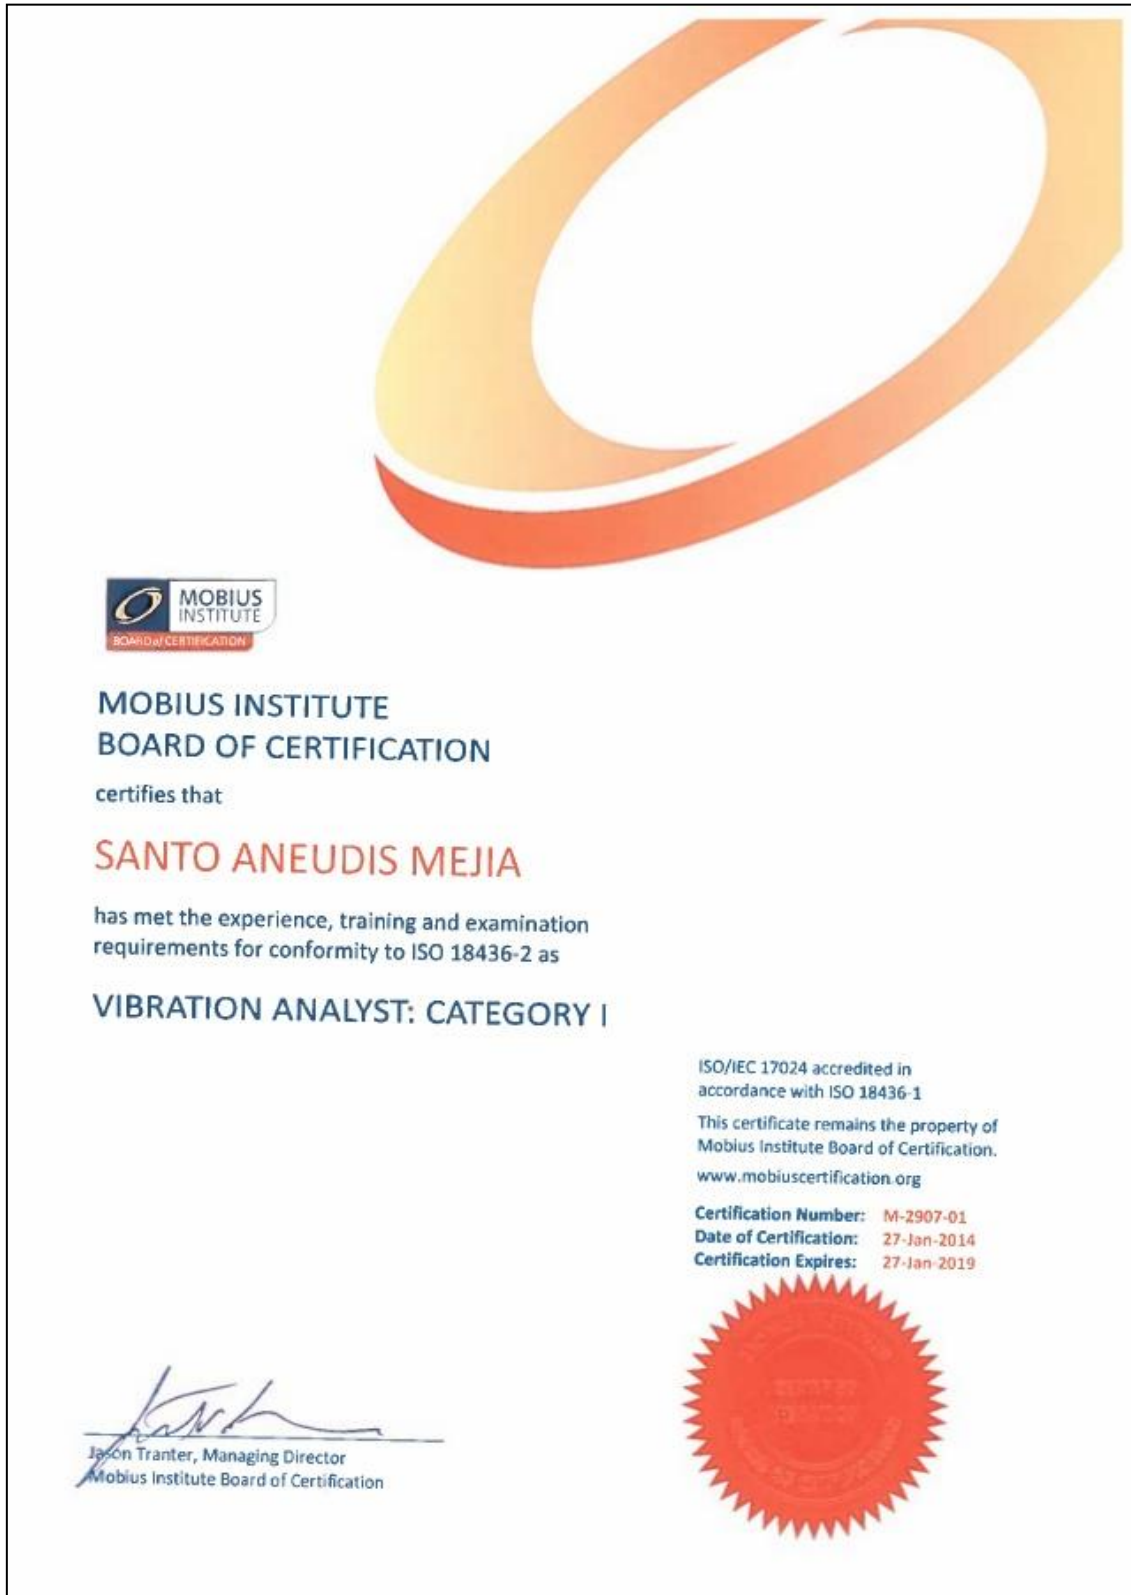 MOBIUS
INSTITUTE
BOARD of CERTIFICATION
MOBIUS INSTITUTE
BOARD OF CERTIFICATION
certifies that
SANTO ANEUDIS MEJIA
has met the experience, training and examination
requirements for conformity to ISO 18436-2 as
VIBRATION ANALYST: CATEGORY I
ISO/IEC 17024 accredited in
accordance with ISO 18436-1
This certificate remains the property of
Mobius Institute Board of Certification.
www.mobiuscertification.org
Certification Number: M-2907-01
Date of Certification: 27-Jan-2014
Certification Expires: 27-Jan-2019
Jason Tranter, Managing Director
Mobius Institute Board of Certification